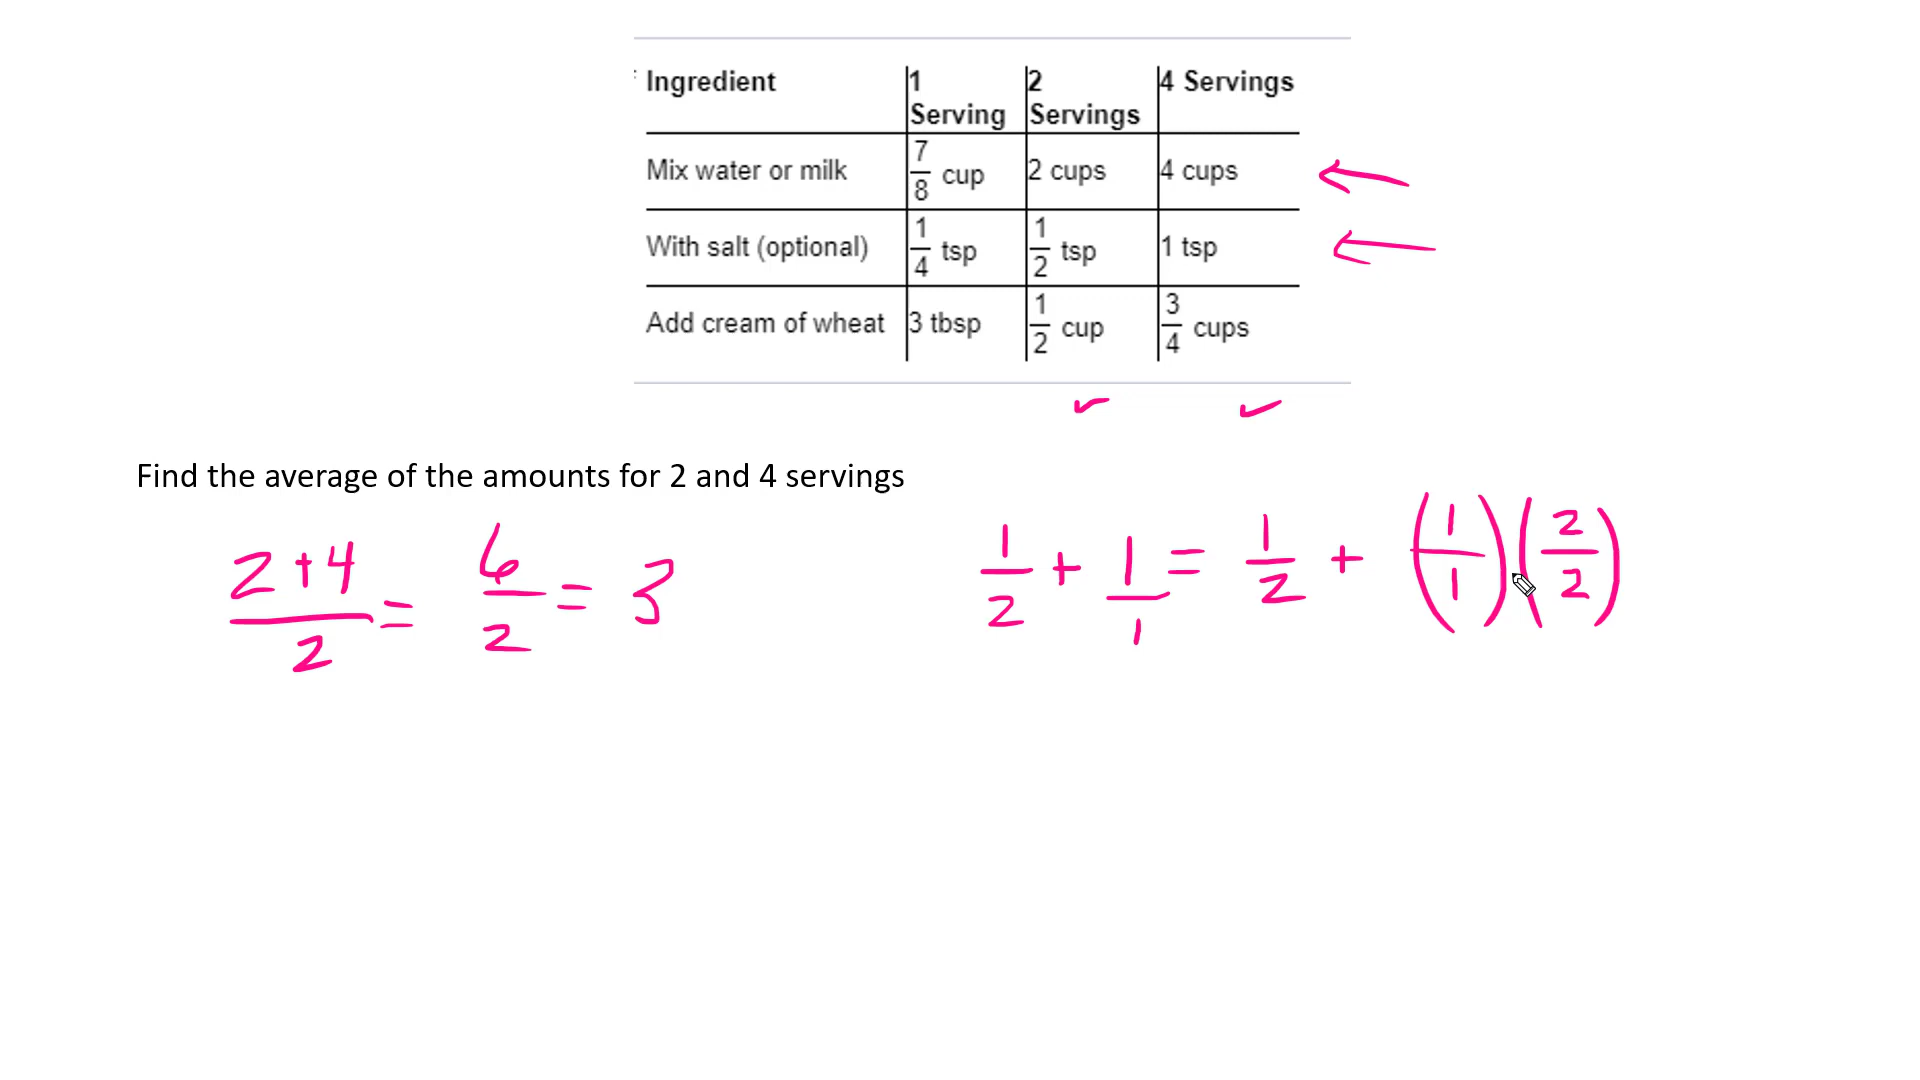 Ingredient 1 Serving 2 Servings 4 Servings
Mix water or milk 7/8 cup 2 cups 4 cups
With salt (optional) 1/4 tsp 1/2 tsp 1 tsp
Add cream of wheat 3 tbsp 1/2 cup 3/4 cups
Find the average of the amounts for 2 and 4 servings
(2+4)/2 = 6/2 = 3
1/2 + 1/1 = 1/2 + (1/1)(2/2)